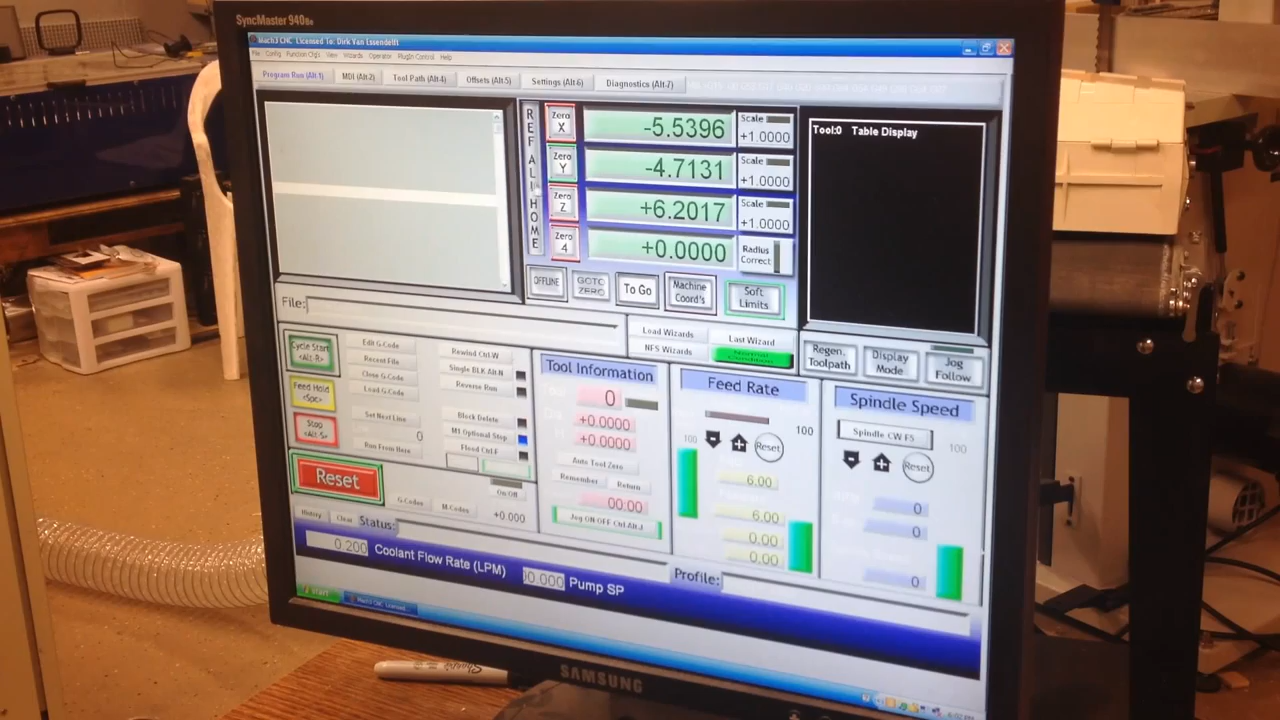 SyncMaster 940Be
Mach3 CNC Licensed To: Dirk Van Essendelft
File Config Function Cfg's View Wizards Operator PlugIn Control Help
Program Run (Alt-1) MDI (Alt-2) Tool Path (Alt-4) Offsets (Alt-5) Settings (Alt-6) Diagnostics (Alt-7)
REF ALL HOME
Zero X -5.5396 Scale +1.0000
Zero Y -4.7131 Scale +1.0000
Zero Z +6.2017 Scale +1.0000
Zero 4 +0.0000 Radius Correct
OFFLINE GOTO ZERO To Go Machine Coord's Soft Limits
Tool:0 Table Display
File:
Load Wizards Last Wizard
NFS Wizards
Regen. Toolpath Display Mode Jog Follow
Cycle Start <Alt-R>
Feed Hold <Spc>
Stop <Alt-S>
Edit G-Code
Recent File
Close G-Code
Load G-Code
Set Next Line
0
Run From Here
Rewind Ctrl-W
Single BLK Alt-N
Reverse Run
Block Delete
M1 Optional Stop
Flood Ctrl-F
Reset
G-Codes M-Codes
On/Off
+0.000
History Clear Status:
Tool Information
0
+0.0000
+0.0000
Auto Tool Zero
Remember Return
00:00
Jog ON/OFF Ctrl-Alt-J
Feed Rate
100
100
Reset
6.00
6.00
0.00
0.00
Spindle Speed
Spindle CW F5
100
Reset
0
0
0
0.200 Coolant Flow Rate (LPM)
Pump SP
Profile:
start Mach3 CNC Licensed...
SAMSUNG
Sharpie